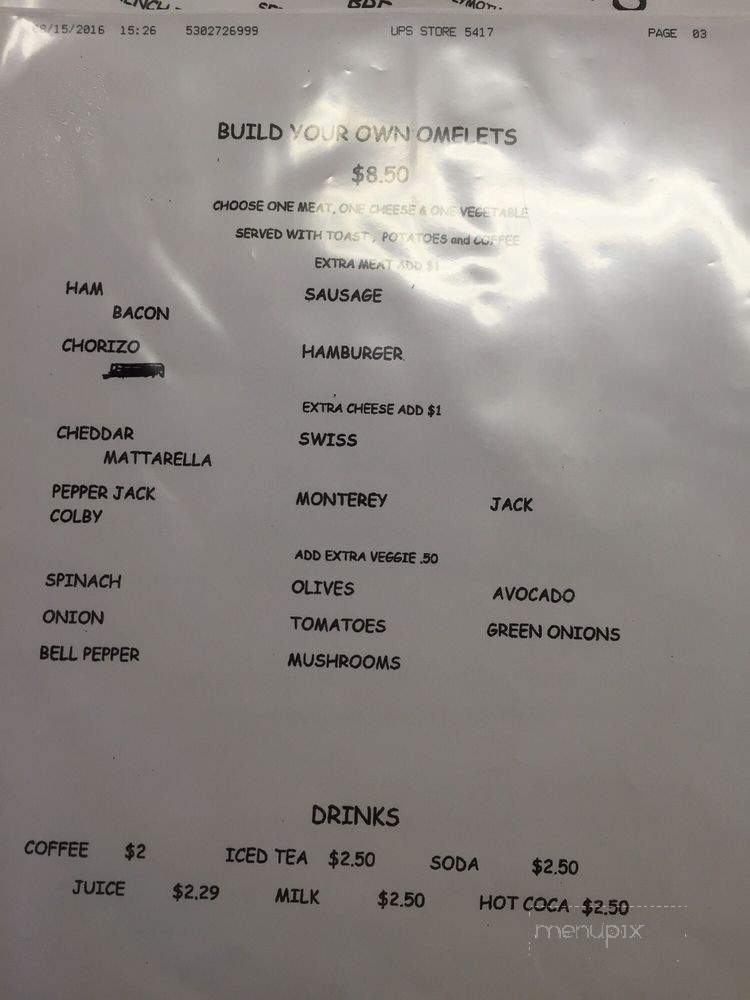 08/15/2016 15:26 5302726999 UPS STORE 5417 PAGE 03
BUILD YOUR OWN OMELETS
$8.50
CHOOSE ONE MEAT, ONE CHEESE & ONE VEGETABLE
SERVED WITH TOAST, POTATOES and COFFEE
EXTRA MEAT ADD $1
HAM SAUSAGE
BACON
CHORIZO HAMBURGER
EXTRA CHEESE ADD $1
CHEDDAR SWISS
MATTARELLA
PEPPER JACK MONTEREY JACK
COLBY
ADD EXTRA VEGGIE .50
SPINACH OLIVES AVOCADO
ONION TOMATOES GREEN ONIONS
BELL PEPPER MUSHROOMS
DRINKS
COFFEE $2 ICED TEA $2.50 SODA $2.50
JUICE $2.29 MILK $2.50 HOT COCA $2.50
menupix